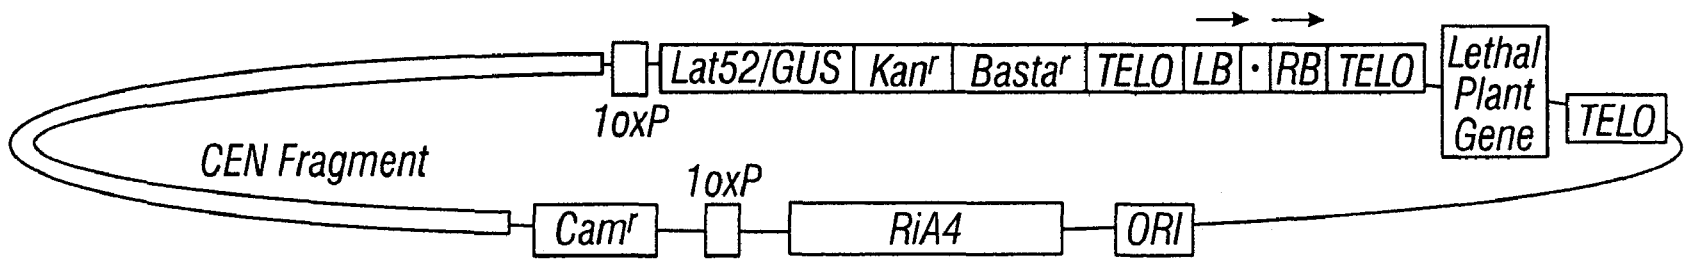 Lat52/GUS Kanʳ Bastaʳ TELO LB · RB TELO
Lethal
Plant
Gene
TELO
1oxP
CEN Fragment
1oxP
Camʳ RiA4 ORI